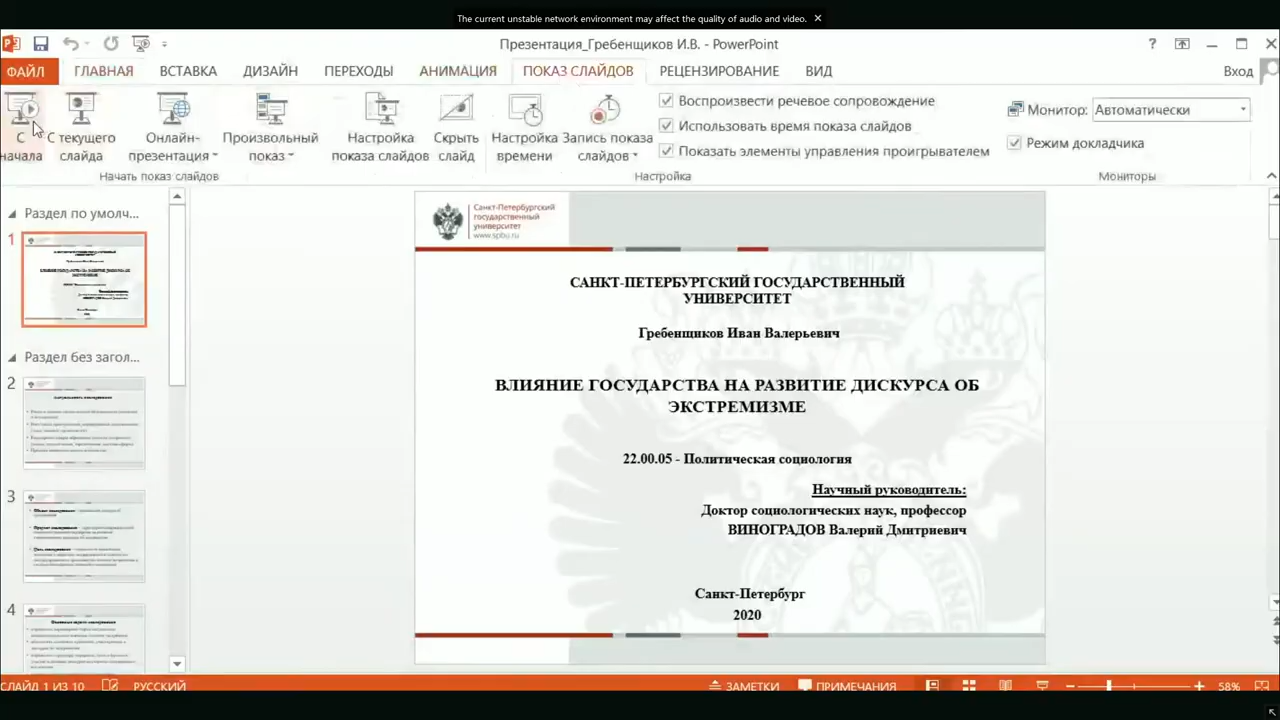 The current unstable network environment may affect the quality of audio and video.
Презентация_Гребенщиков И.В. - PowerPoint
ФАЙЛ ГЛАВНАЯ ВСТАВКА ДИЗАЙН ПЕРЕХОДЫ АНИМАЦИЯ ПОКАЗ СЛАЙДОВ РЕЦЕНЗИРОВАНИЕ ВИД Вход
С начала
С текущего слайда
Онлайн-презентация
Произвольный показ
Настройка показа слайдов
Скрыть слайд
Настройка времени
Запись показа слайдов
Воспроизвести речевое сопровождение
Использовать время показа слайдов
Показать элементы управления проигрывателем
Монитор: Автоматически
Режим докладчика
Начать показ слайдов
Настройка
Мониторы
Раздел по умолч...
1
Раздел без загол...
2
3
4
Санкт-Петербургский
государственный
университет
www.spbu.ru
САНКТ-ПЕТЕРБУРГСКИЙ ГОСУДАРСТВЕННЫЙ
УНИВЕРСИТЕТ
Гребенщиков Иван Валерьевич
ВЛИЯНИЕ ГОСУДАРСТВА НА РАЗВИТИЕ ДИСКУРСА ОБ
ЭКСТРЕМИЗМЕ
22.00.05 - Политическая социология
Научный руководитель:
Доктор социологических наук, профессор
ВИНОГРАДОВ Валерий Дмитриевич
Санкт-Петербург
2020
СЛАЙД 1 ИЗ 10 РУССКИЙ ЗАМЕТКИ ПРИМЕЧАНИЯ 58%